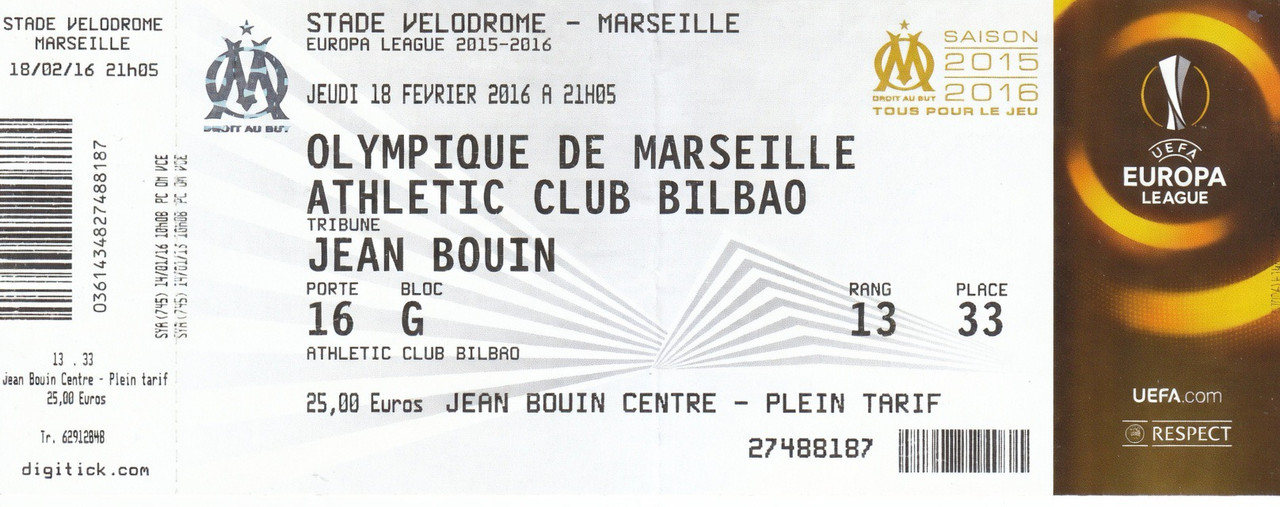 STADE VELODROME
MARSEILLE
18/02/16 21h05
0361434827488187
SYA(745) 14/01/16 10h08 PC OM VCE
SYA(745) 14/01/16 10h08 PC OM VCE
13 . 33
Jean Bouin Centre - Plein tarif
25,00 Euros
Tr. 62912848
digitick.com
DROIT AU BUT
STADE VELODROME - MARSEILLE
EUROPA LEAGUE 2015-2016
JEUDI 18 FEVRIER 2016 A 21H05
OLYMPIQUE DE MARSEILLE
ATHLETIC CLUB BILBAO
TRIBUNE
JEAN BOUIN
PORTE BLOC RANG PLACE
16 G 13 33
ATHLETIC CLUB BILBAO
25,00 Euros JEAN BOUIN CENTRE - PLEIN TARIF
27488187
DROIT AU BUT
SAISON
2015
2016
TOUS POUR LE JEU
UEFA
EUROPA
LEAGUE
UEFA.com
RESPECT